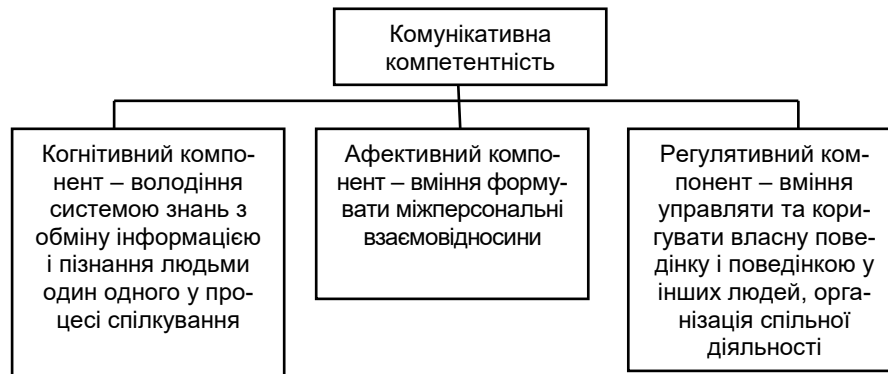 Комунікативна
компетентність
Когнітивний компо-
нент – володіння
системою знань з
обміну інформацією
і пізнання людьми
один одного у про-
цесі спілкування
Афективний компо-
нент – вміння форму-
вати міжперсональні
взаємовідносини
Регулятивний ком-
понент – вміння
управляти та кори-
гувати власну пове-
дінку і поведінкою у
інших людей, орга-
нізація спільної
діяльності